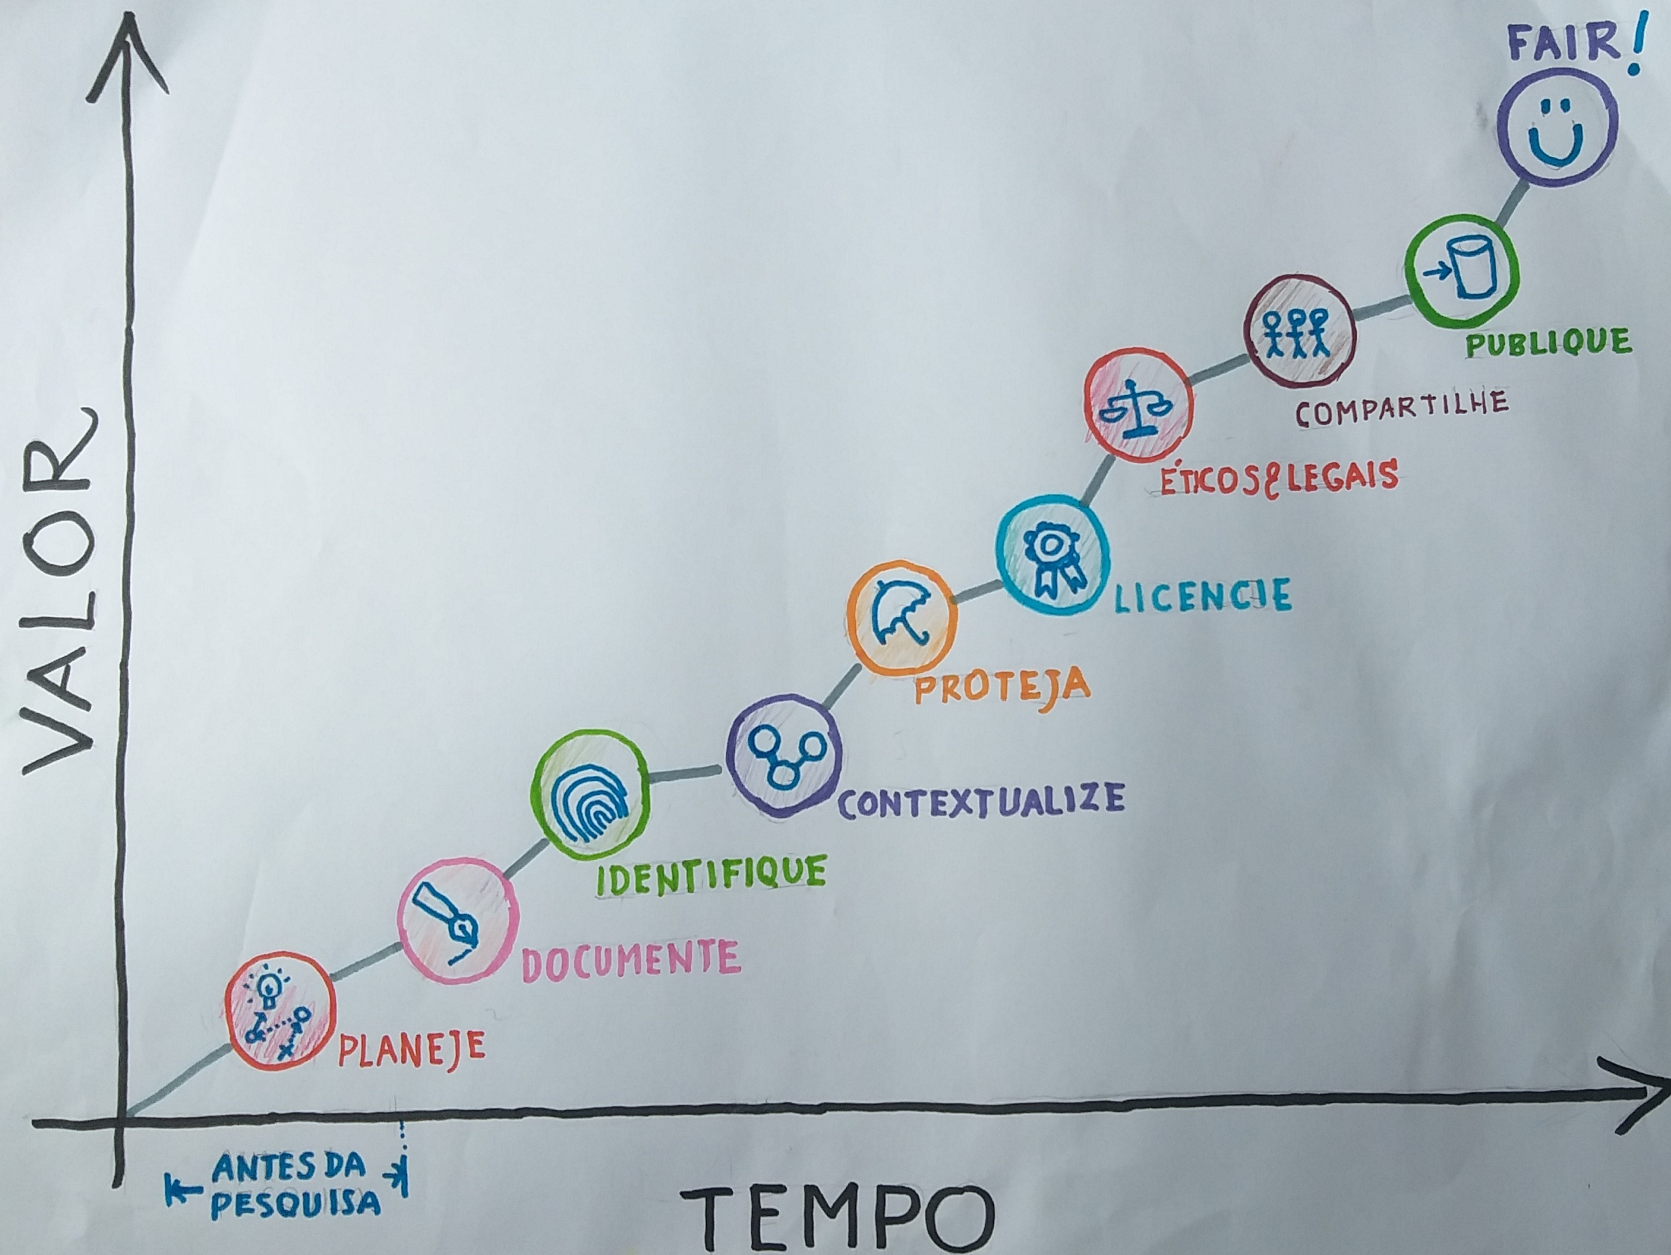 FAIR!
PUBLIQUE
COMPARTILHE
ÉTICOS & LEGAIS
LICENCIE
PROTEJA
CONTEXTUALIZE
IDENTIFIQUE
DOCUMENTE
PLANEJE
VALOR
ANTES DA
PESQUISA
TEMPO